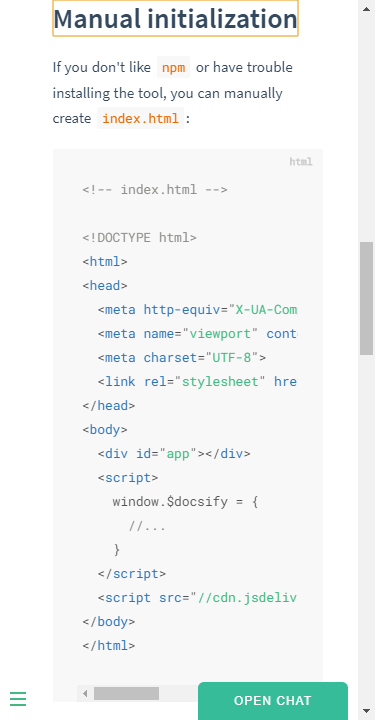 Manual initialization
If you don't like npm or have trouble
installing the tool, you can manually
create index.html :
html
<!-- index.html -->
<!DOCTYPE html>
<html>
<head>
<meta http-equiv="X-UA-Com
<meta name="viewport" cont
<meta charset="UTF-8">
<link rel="stylesheet" hre
</head>
<body>
<div id="app"></div>
<script>
window.$docsify = {
//...
}
</script>
<script src="//cdn.jsdeliv
</body>
</html>
OPEN CHAT